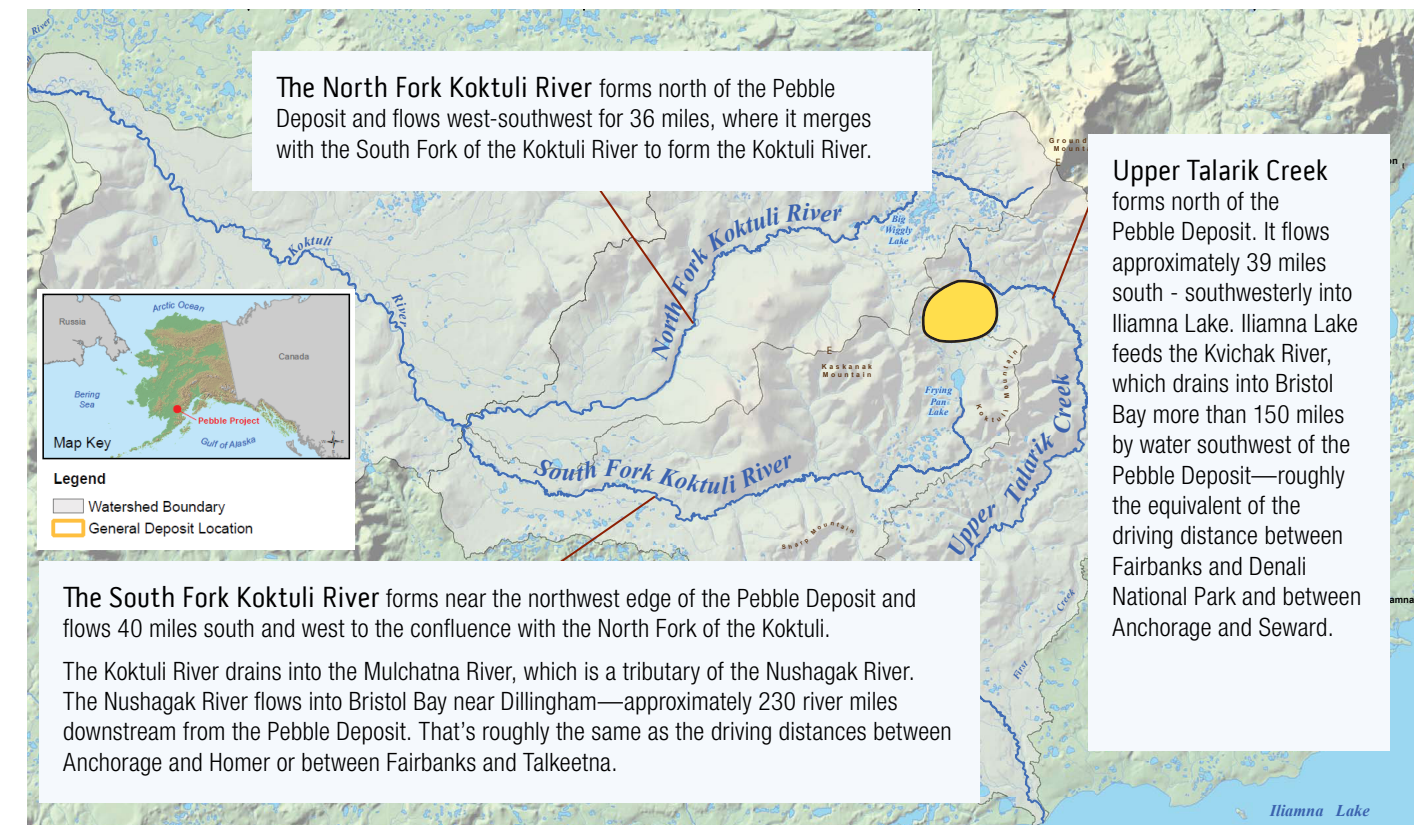 River
The North Fork Koktuli River forms north of the Pebble
Deposit and flows west-southwest for 36 miles, where it merges
with the South Fork of the Koktuli River to form the Koktuli River.
Upper Talarik Creek
forms north of the
Pebble Deposit. It flows
approximately 39 miles
south - southwesterly into
Iliamna Lake. Iliamna Lake
feeds the Kvichak River,
which drains into Bristol
Bay more than 150 miles
by water southwest of the
Pebble Deposit—roughly
the equivalent of the
driving distance between
Fairbanks and Denali
National Park and between
Anchorage and Seward.
North Fork Koktuli River
Big
Wiggly
Lake
Koktuli
River
Kaskanak
Mountain
Frying
Pan
Lake
Koktuli Mountain
South Fork Koktuli River
Sharp Mountain
Upper Talarik Creek
First Creek
Iliamna Lake
Arctic Ocean
Russia
Canada
Bering
Sea
Pebble Project
Gulf of Alaska
Map Key
Legend
Watershed Boundary
General Deposit Location
The South Fork Koktuli River forms near the northwest edge of the Pebble Deposit and
flows 40 miles south and west to the confluence with the North Fork of the Koktuli.
The Koktuli River drains into the Mulchatna River, which is a tributary of the Nushagak River.
The Nushagak River flows into Bristol Bay near Dillingham—approximately 230 river miles
downstream from the Pebble Deposit. That's roughly the same as the driving distances between
Anchorage and Homer or between Fairbanks and Talkeetna.